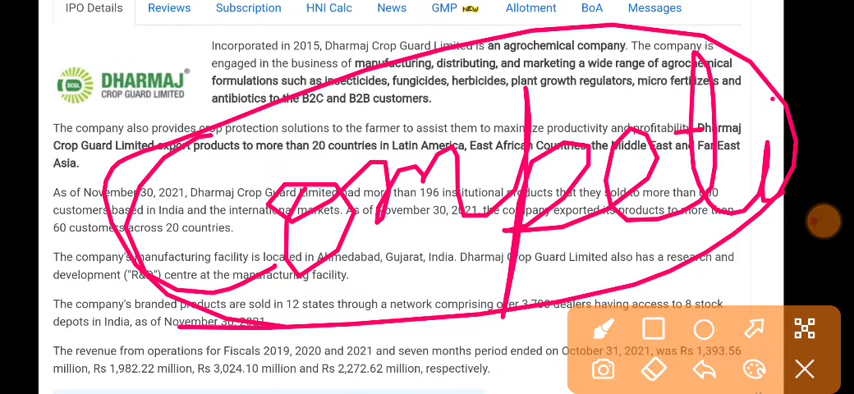 IPO Details Reviews Subscription HNI Calc News GMP NEW Allotment BoA Messages
DHARMAJ
CROP GUARD LIMITED
Incorporated in 2015, Dharmaj Crop Guard Limited is an agrochemical company. The company is
engaged in the business of manufacturing, distributing, and marketing a wide range of agrochemical
formulations such as insecticides, fungicides, herbicides, plant growth regulators, micro fertilizers and
antibiotics to the B2C and B2B customers.
The company also provides crop protection solutions to the farmer to assist them to maximize productivity and profitability. Dharmaj
Crop Guard Limited export products to more than 20 countries in Latin America, East African Countries, the Middle East and Far East
Asia.
As of November 30, 2021, Dharmaj Crop Guard Limited had more than 196 institutional products that they sold to more than 600
customers based in India and the international markets. As of November 30, 2021, the company exported its products to more than
60 customers across 20 countries.
The company's manufacturing facility is located in Ahmedabad, Gujarat, India. Dharmaj Crop Guard Limited also has a research and
development ("R&D") centre at the manufacturing facility.
The company's branded products are sold in 12 states through a network comprising over 3,700 dealers having access to 8 stock
depots in India, as of November 30, 2021.
The revenue from operations for Fiscals 2019, 2020 and 2021 and seven months period ended on October 31, 2021, was Rs 1,393.56
million, Rs 1,982.22 million, Rs 3,024.10 million and Rs 2,272.62 million, respectively.